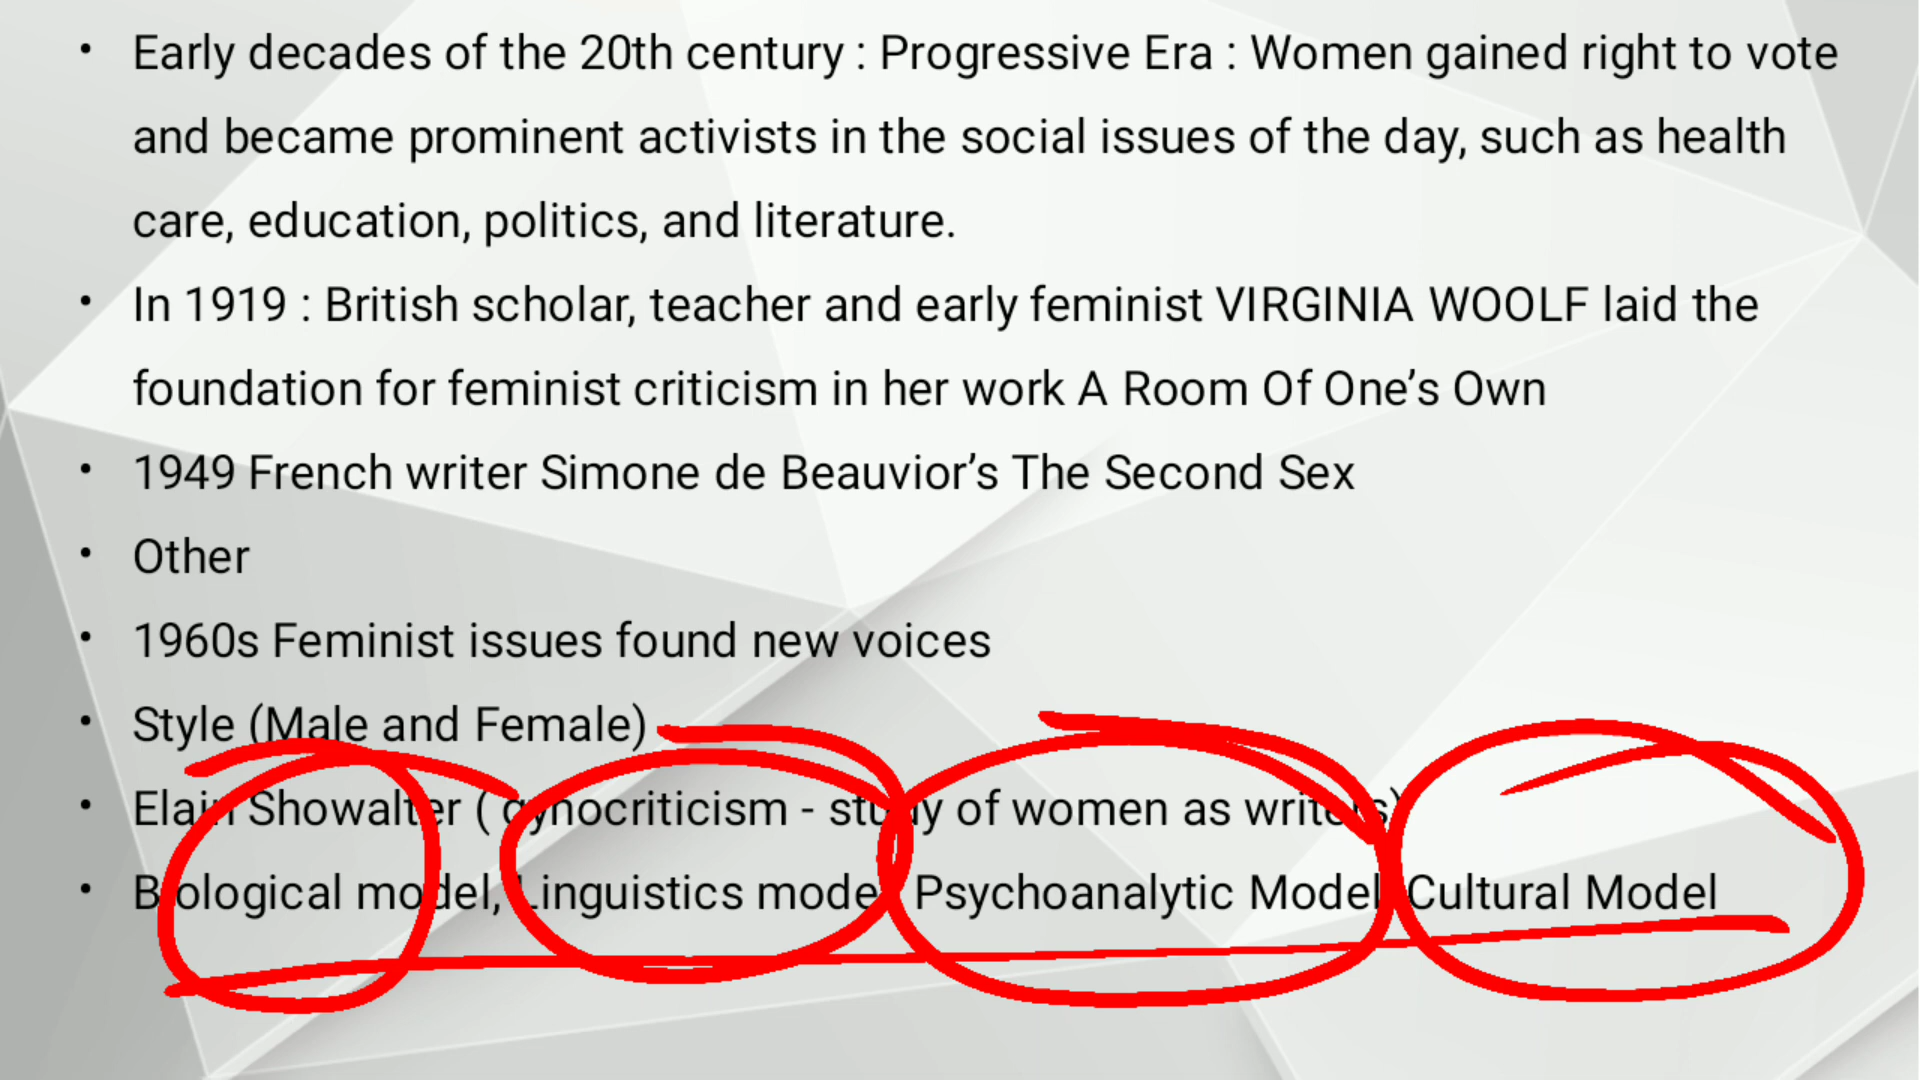 • Early decades of the 20th century : Progressive Era : Women gained right to vote
and became prominent activists in the social issues of the day, such as health
care, education, politics, and literature.
• In 1919 : British scholar, teacher and early feminist VIRGINIA WOOLF laid the
foundation for feminist criticism in her work A Room Of One’s Own
• 1949 French writer Simone de Beauvior’s The Second Sex
• Other
• 1960s Feminist issues found new voices
• Style (Male and Female)
• Elain Showalter ( gynocriticism - study of women as writers)
• Biological model, Linguistics model Psychoanalytic Model Cultural Model